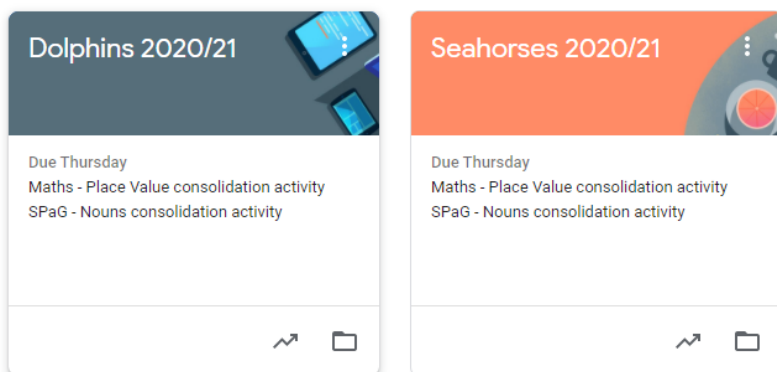 Dolphins 2020/21
Due Thursday
Maths - Place Value consolidation activity
SPaG - Nouns consolidation activity
Seahorses 2020/21
Due Thursday
Maths - Place Value consolidation activity
SPaG - Nouns consolidation activity